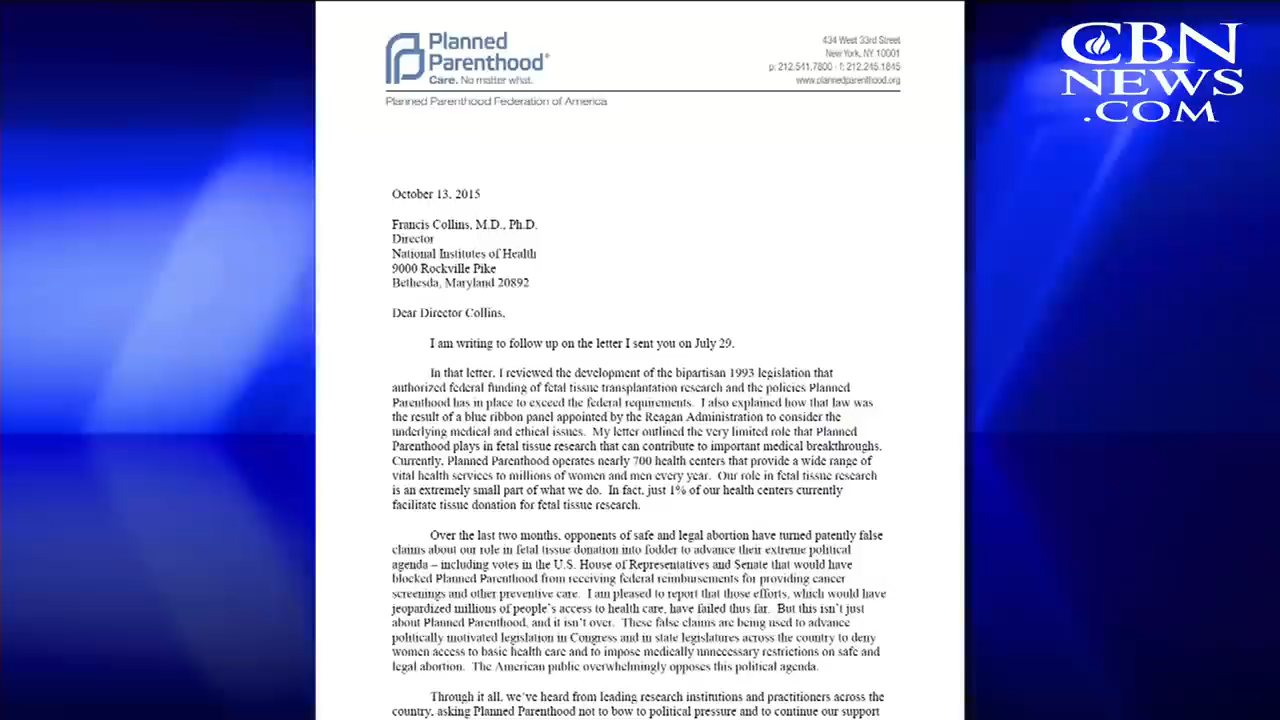 Planned
Parenthood®
Care. No matter what.
Planned Parenthood Federation of America
434 West 33rd Street
New York, NY 10001
p: 212.541.7800 · f: 212.245.1845
www.plannedparenthood.org
CBN
NEWS
.COM
October 13, 2015
Francis Collins, M.D., Ph.D.
Director
National Institutes of Health
9000 Rockville Pike
Bethesda, Maryland 20892
Dear Director Collins,
I am writing to follow up on the letter I sent you on July 29.
In that letter, I reviewed the development of the bipartisan 1993 legislation that
authorized federal funding of fetal tissue transplantation research and the policies Planned
Parenthood has in place to exceed the federal requirements. I also explained how that law was
the result of a blue ribbon panel appointed by the Reagan Administration to consider the
underlying medical and ethical issues. My letter outlined the very limited role that Planned
Parenthood plays in fetal tissue research that can contribute to important medical breakthroughs.
Currently, Planned Parenthood operates nearly 700 health centers that provide a wide range of
vital health services to millions of women and men every year. Our role in fetal tissue research
is an extremely small part of what we do. In fact, just 1% of our health centers currently
facilitate tissue donation for fetal tissue research.
Over the last two months, opponents of safe and legal abortion have turned patently false
claims about our role in fetal tissue donation into fodder to advance their extreme political
agenda – including votes in the U.S. House of Representatives and Senate that would have
blocked Planned Parenthood from receiving federal reimbursements for providing cancer
screenings and other preventive care. I am pleased to report that those efforts, which would have
jeopardized millions of people's access to health care, have failed thus far. But this isn't just
about Planned Parenthood, and it isn't over. These false claims are being used to advance
politically motivated legislation in Congress and in state legislatures across the country to deny
women access to basic health care and to impose medically unnecessary restrictions on safe and
legal abortion. The American public overwhelmingly opposes this political agenda.
Through it all, we've heard from leading research institutions and practitioners across the
country, asking Planned Parenthood not to bow to political pressure and to continue our support